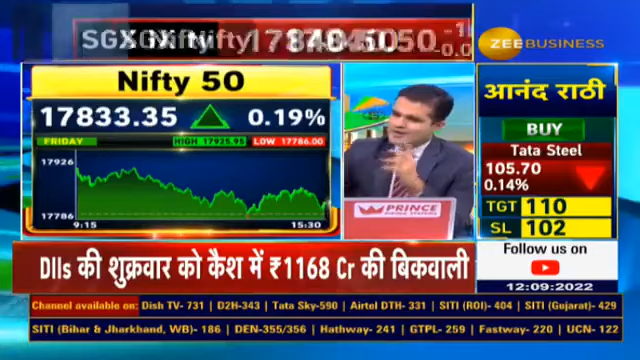 SGX Nifty
ZEE BUSINESS
Nifty 50
17833.35 0.19%
FRIDAY HIGH 17925.95 LOW 17786.00
17926
17786
9:15 15:30
PRINCE
आनंद राठी
BUY
Tata Steel
105.70
0.14%
TGT 110
SL 102
DIIs की शुक्रवार को कैश में ₹1168 Cr की बिकवाली
Follow us on
12:09:2022
Channel available on: Dish TV- 731 | D2H-343 | Tata Sky-590 | Airtel DTH- 331 | SITI (ROI)- 404 | SITI (Gujarat)- 429
SITI (Bihar & Jharkhand, WB)- 186 | DEN-355/356 | Hathway- 241 | GTPL- 259 | Fastway- 220 | UCN- 122